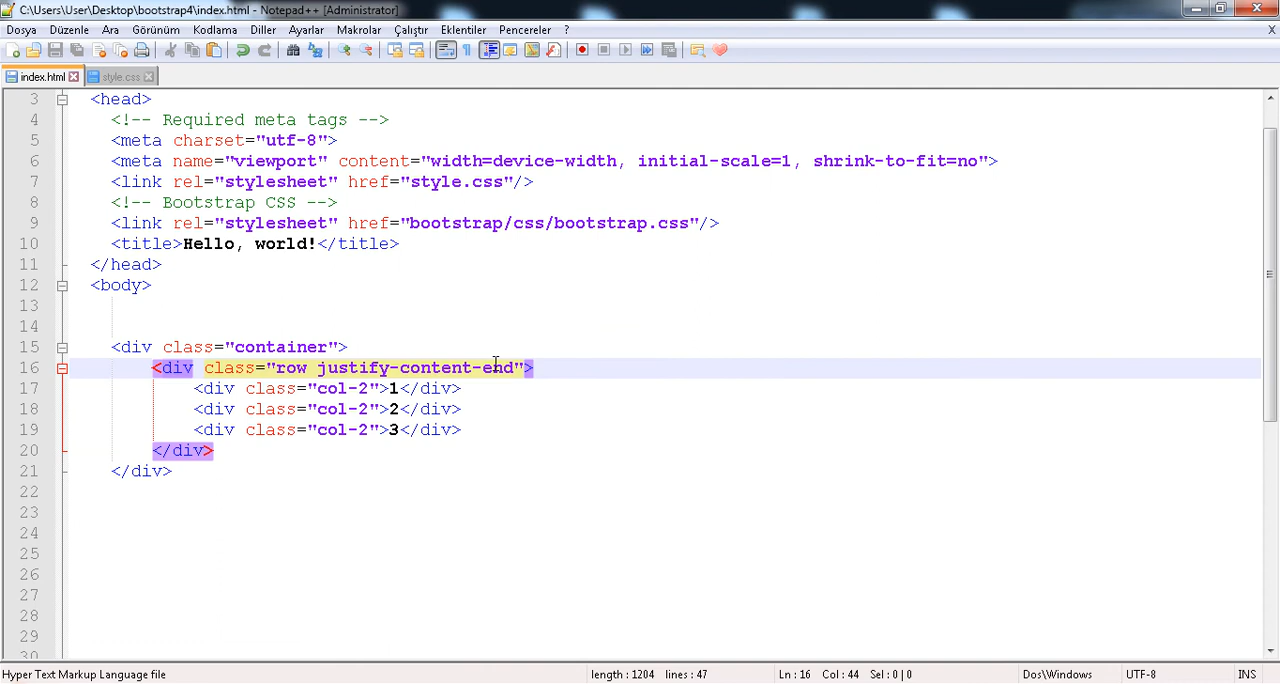 C:\Users\User\Desktop\bootstrap4\index.html - Notepad++ [Administrator]
Dosya Düzenle Ara Görünüm Kodlama Diller Ayarlar Makrolar Çalıştır Eklentiler Pencereler ? X
index.html style.css
3 <head>
4 <!-- Required meta tags -->
5 <meta charset="utf-8">
6 <meta name="viewport" content="width=device-width, initial-scale=1, shrink-to-fit=no">
7 <link rel="stylesheet" href="style.css"/>
8 <!-- Bootstrap CSS -->
9 <link rel="stylesheet" href="bootstrap/css/bootstrap.css"/>
10 <title>Hello, world!</title>
11 </head>
12 <body>
13
14
15 <div class="container">
16 <div class="row justify-content-end">
17 <div class="col-2">1</div>
18 <div class="col-2">2</div>
19 <div class="col-2">3</div>
20 </div>
21 </div>
22
23
24
25
26
27
28
29
30
Hyper Text Markup Language file length : 1204 lines : 47 Ln : 16 Col : 44 Sel : 0 | 0 Dos\Windows UTF-8 INS